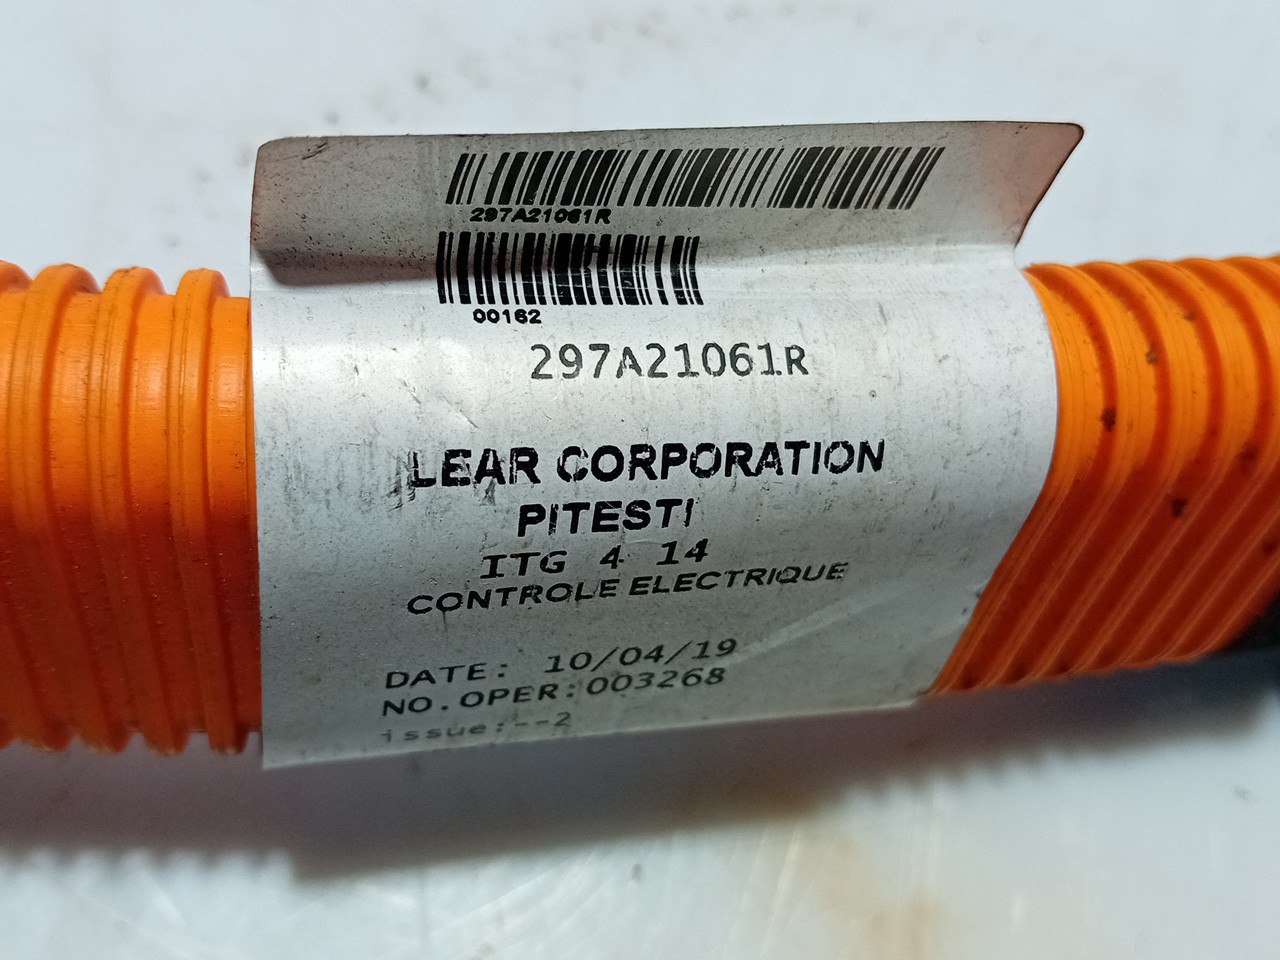 297A21061R
00162
297A21061R
LEAR CORPORATION
PITESTI
ITG 4 14
CONTROLE ELECTRIQUE
DATE: 10/04/19
NO.OPER:003268
issue:--2